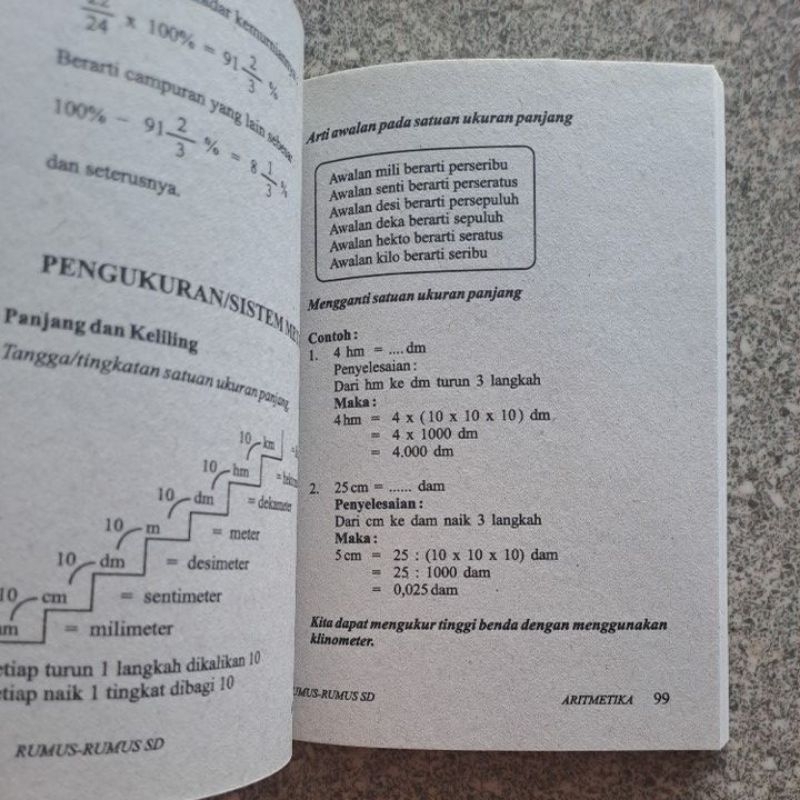 22/24 x 100% = 91 2/3 %
Berarti campuran yang lain
100% - 91 2/3 % = 8 1/3 %
dan seterusnya.
PENGUKURAN/SISTEM
Panjang dan Keliling
Tangga/tingkatan satuan ukuran panjang
10 km
10 hm
10 dm = dekameter
10 m = meter
10 dm = desimeter
10 cm = sentimeter
= milimeter
etiap turun 1 langkah dikalikan 10
etiap naik 1 tingkat dibagi 10
RUMUS-RUMUS SD
Arti awalan pada satuan ukuran panjang
Awalan mili berarti perseribu
Awalan senti berarti perseratus
Awalan desi berarti persepuluh
Awalan deka berarti sepuluh
Awalan hekto berarti seratus
Awalan kilo berarti seribu
Mengganti satuan ukuran panjang
Contoh :
1. 4 hm = .... dm
Penyelesaian :
Dari hm ke dm turun 3 langkah
Maka :
4 hm = 4 x ( 10 x 10 x 10 ) dm
= 4 x 1000 dm
= 4.000 dm
2. 25 cm = ...... dam
Penyelesaian :
Dari cm ke dam naik 3 langkah
Maka :
5 cm = 25 : (10 x 10 x 10) dam
= 25 : 1000 dam
= 0,025 dam
Kita dapat mengukur tinggi benda dengan menggunakan
klinometer.
UMUS-RUMUS SD
ARITMETIKA 99